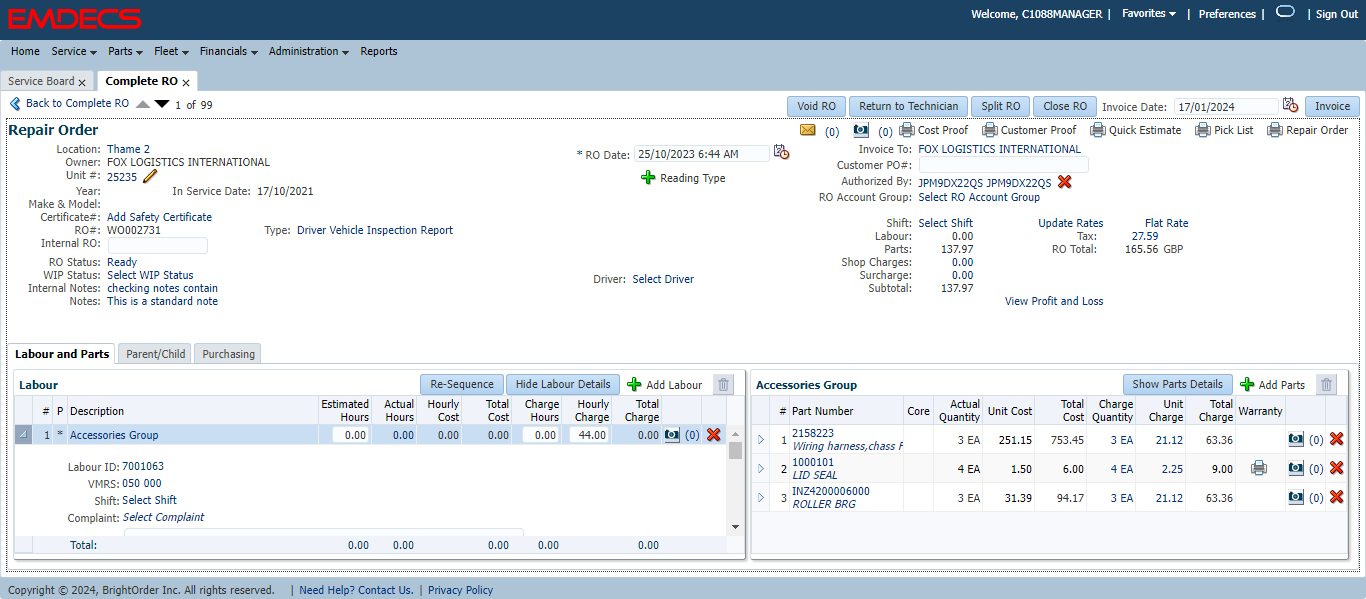 EMDECS
Welcome, C1088MANAGER | Favorites | Preferences | | Sign Out
Home Service Parts Fleet Financials Administration Reports
Service Board x Complete RO x
Back to Complete RO 1 of 99 Void RO Return to Technician Split RO Close RO Invoice Date: 17/01/2024 Invoice
Repair Order (0) (0) Cost Proof Customer Proof Quick Estimate Pick List Repair Order
Location: Thame 2 * RO Date: 25/10/2023 6:44 AM Invoice To: FOX LOGISTICS INTERNATIONAL
Owner: FOX LOGISTICS INTERNATIONAL Customer PO#:
Unit #: 25235 Reading Type Authorized By: JPM9DX22QS JPM9DX22QS
Year: In Service Date: 17/10/2021 RO Account Group: Select RO Account Group
Make & Model:
Certificate#: Add Safety Certificate Shift: Select Shift Update Rates Flat Rate
RO#: WO002731 Type: Driver Vehicle Inspection Report Labour: 0.00 Tax: 27.59
Internal RO: Parts: 137.97 RO Total: 165.56 GBP
RO Status: Ready Shop Charges: 0.00
WIP Status: Select WIP Status Driver: Select Driver Surcharge: 0.00
Internal Notes: checking notes contain Subtotal: 137.97
Notes: This is a standard note View Profit and Loss
Labour and Parts Parent/Child Purchasing
Labour Re-Sequence Hide Labour Details Add Labour
# P Description Estimated Hours Actual Hours Hourly Cost Total Cost Charge Hours Hourly Charge Total Charge
1 * Accessories Group 0.00 0.00 0.00 0.00 0.00 44.00 0.00 (0)
Labour ID: 7001063
VMRS: 050 000
Shift: Select Shift
Complaint: Select Complaint
Total: 0.00 0.00 0.00 0.00 0.00
Accessories Group Show Parts Details Add Parts
# Part Number Core Actual Quantity Unit Cost Total Cost Charge Quantity Unit Charge Total Charge Warranty
1 2158223 3 EA 251.15 753.45 3 EA 21.12 63.36 (0)
Wiring harness,chass F
2 1000101 4 EA 1.50 6.00 4 EA 2.25 9.00 (0)
LID SEAL
3 INZ4200006000 3 EA 31.39 94.17 3 EA 21.12 63.36 (0)
ROLLER BRG
Copyright © 2024, BrightOrder Inc. All rights reserved. | Need Help? Contact Us. | Privacy Policy